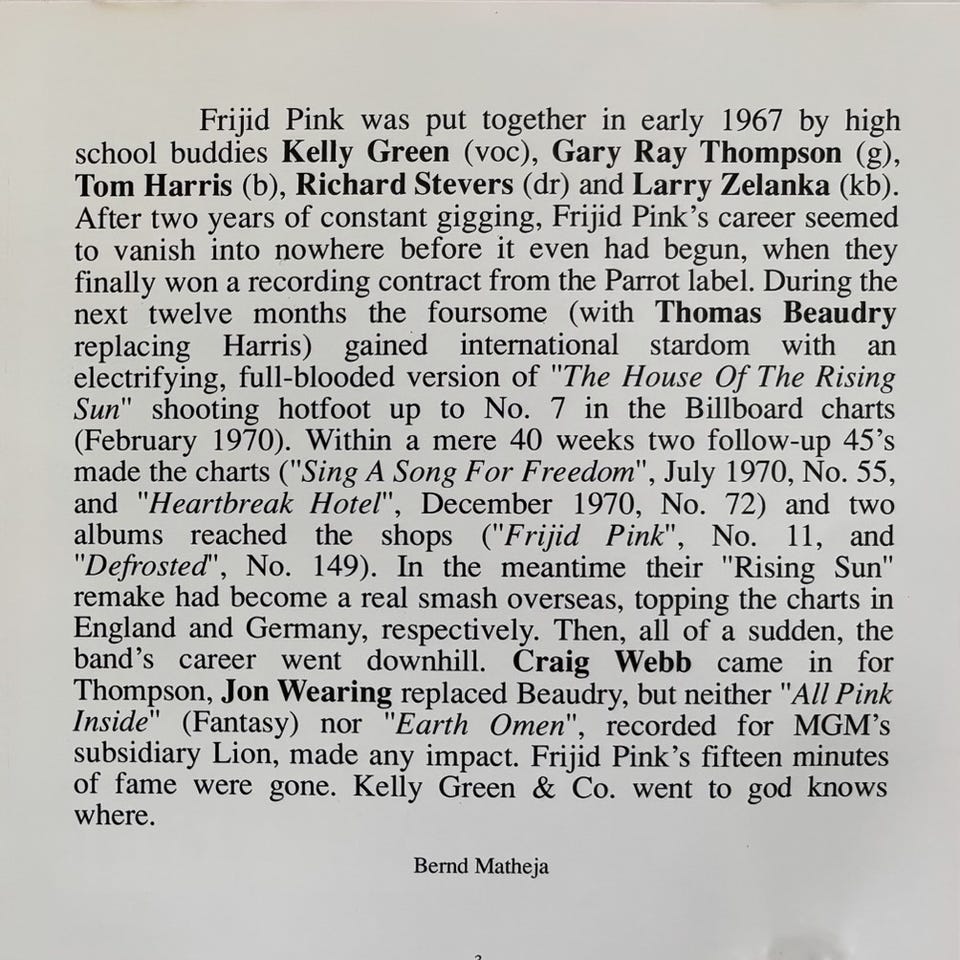 Frijid Pink was put together in early 1967 by high
school buddies Kelly Green (voc), Gary Ray Thompson (g),
Tom Harris (b), Richard Stevers (dr) and Larry Zelanka (kb).
After two years of constant gigging, Frijid Pink's career seemed
to vanish into nowhere before it even had begun, when they
finally won a recording contract from the Parrot label. During the
next twelve months the foursome (with Thomas Beaudry
replacing Harris) gained international stardom with an
electrifying, full-blooded version of "The House Of The Rising
Sun" shooting hotfoot up to No. 7 in the Billboard charts
(February 1970). Within a mere 40 weeks two follow-up 45's
made the charts ("Sing A Song For Freedom", July 1970, No. 55,
and "Heartbreak Hotel", December 1970, No. 72) and two
albums reached the shops ("Frijid Pink", No. 11, and
"Defrosted", No. 149). In the meantime their "Rising Sun"
remake had become a real smash overseas, topping the charts in
England and Germany, respectively. Then, all of a sudden, the
band's career went downhill. Craig Webb came in for
Thompson, Jon Wearing replaced Beaudry, but neither "All Pink
Inside" (Fantasy) nor "Earth Omen", recorded for MGM's
subsidiary Lion, made any impact. Frijid Pink's fifteen minutes
of fame were gone. Kelly Green & Co. went to god knows
where.
Bernd Matheja